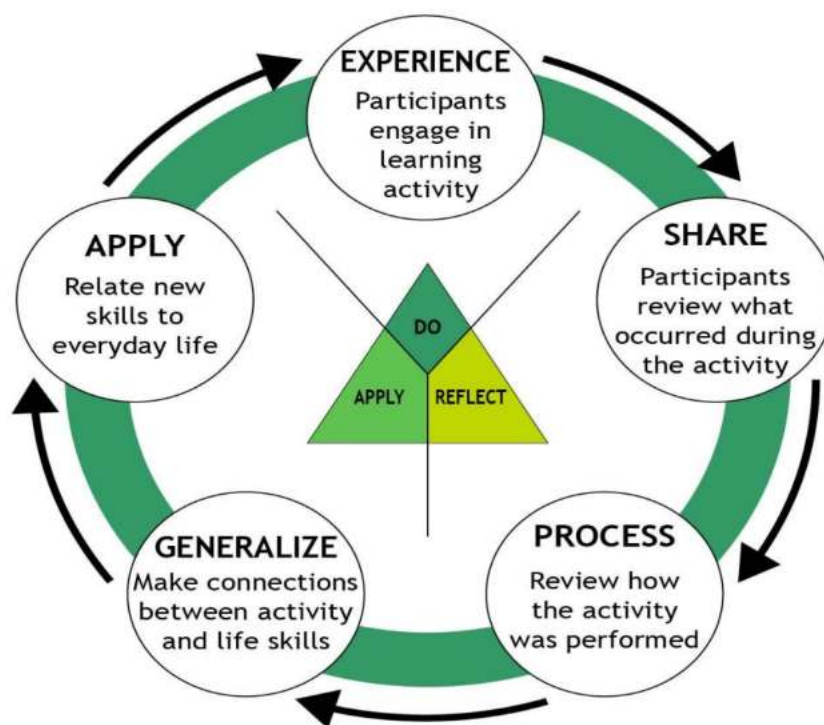 EXPERIENCE
Participants
engage in
learning
activity
SHARE
Participants
review what
occurred during
the activity
PROCESS
Review how
the activity
was performed
GENERALIZE
Make connections
between activity
and life skills
APPLY
Relate new
skills to
everyday life
DO
APPLY
REFLECT